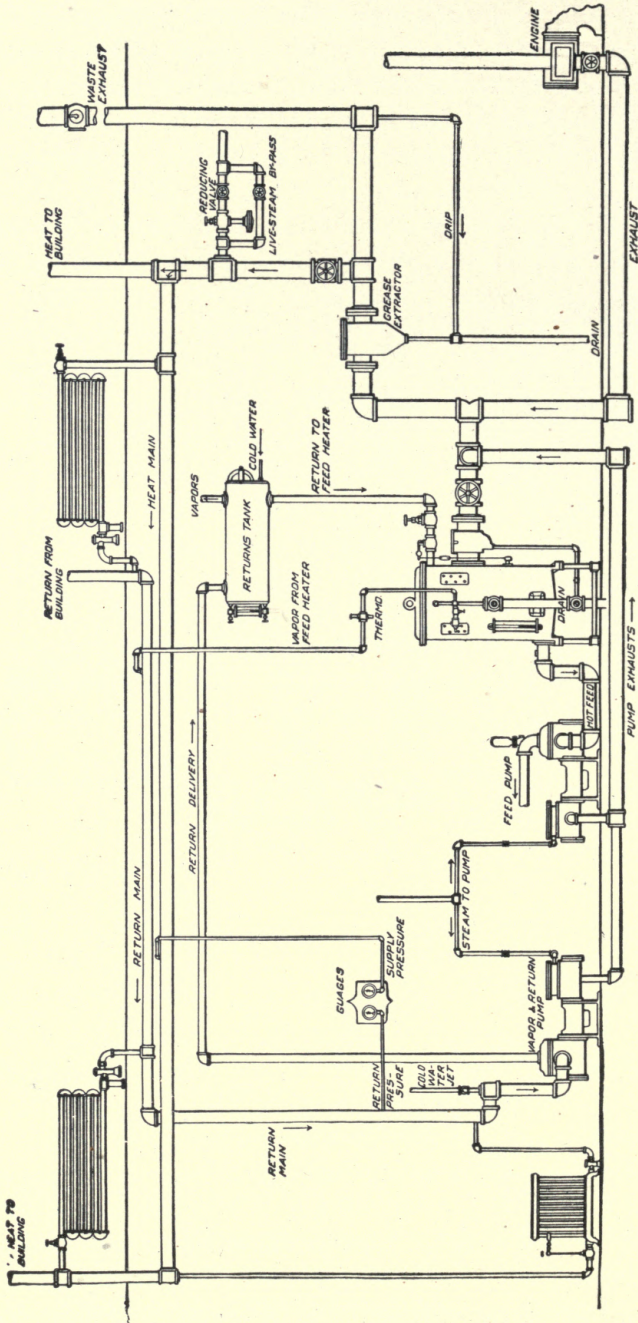 HEAT TO
BUILDING
RETURN MAIN
RETURN FROM
BUILDING
HEAT MAIN
HEAT TO
BUILDING
WASTE
EXHAUST
REDUCING
VALVE
LIVE-STEAM BY-PASS
VAPORS
RETURNS TANK
COLD WATER
RETURN DELIVERY
VAPOR FROM
FEED HEATER
RETURN TO
FEED HEATER
GREASE
EXTRACTOR
DRIP
DRAIN
ENGINE
EXHAUST
RETURN
MAIN
GUAGES
RETURN
PRES-
SURE
SUPPLY
PRESSURE
COLD
WA-
TER
JET
STEAM TO PUMP
VAPOR & RETURN
PUMP
FEED PUMP
HOT FEED
THERMO.
DRAIN
PUMP EXHAUSTS